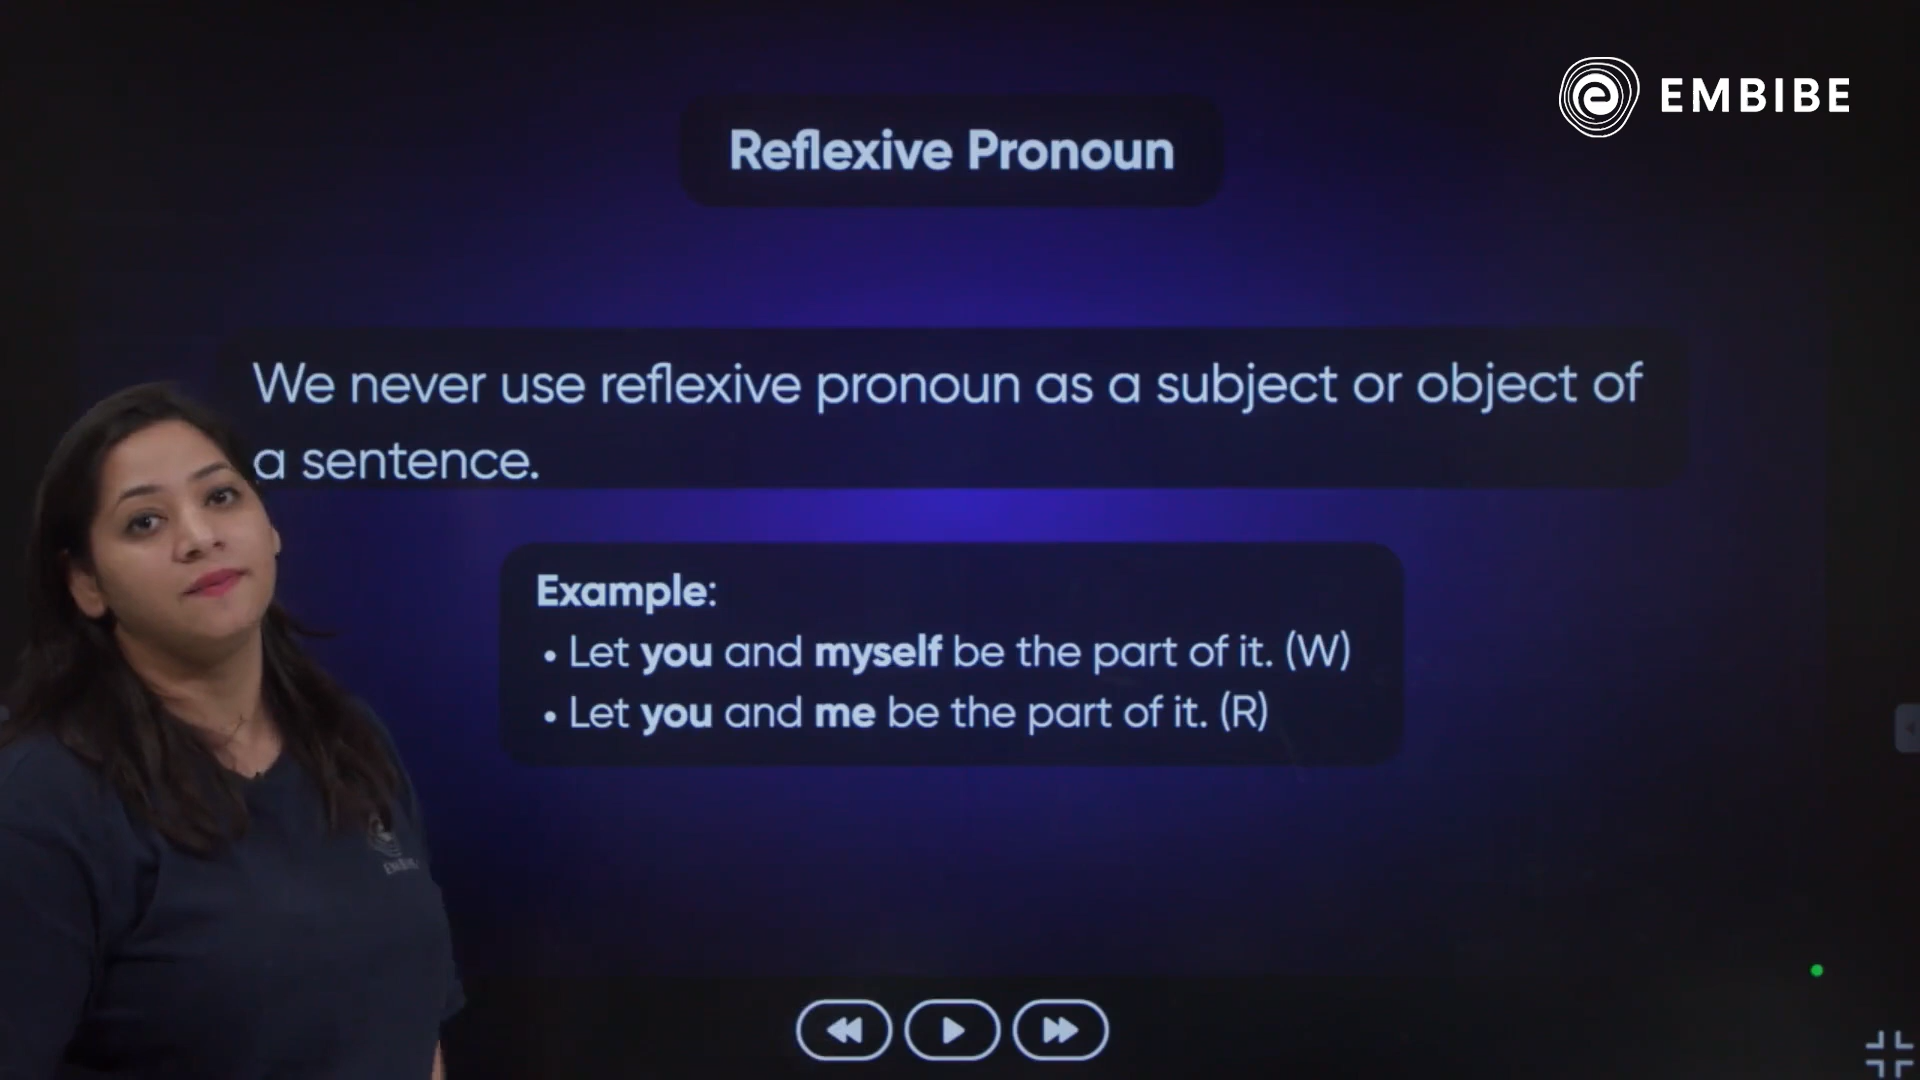 EMBIBE
Reflexive Pronoun
We never use reflexive pronoun as a subject or object of
a sentence.
Example:
• Let you and myself be the part of it. (W)
• Let you and me be the part of it. (R)